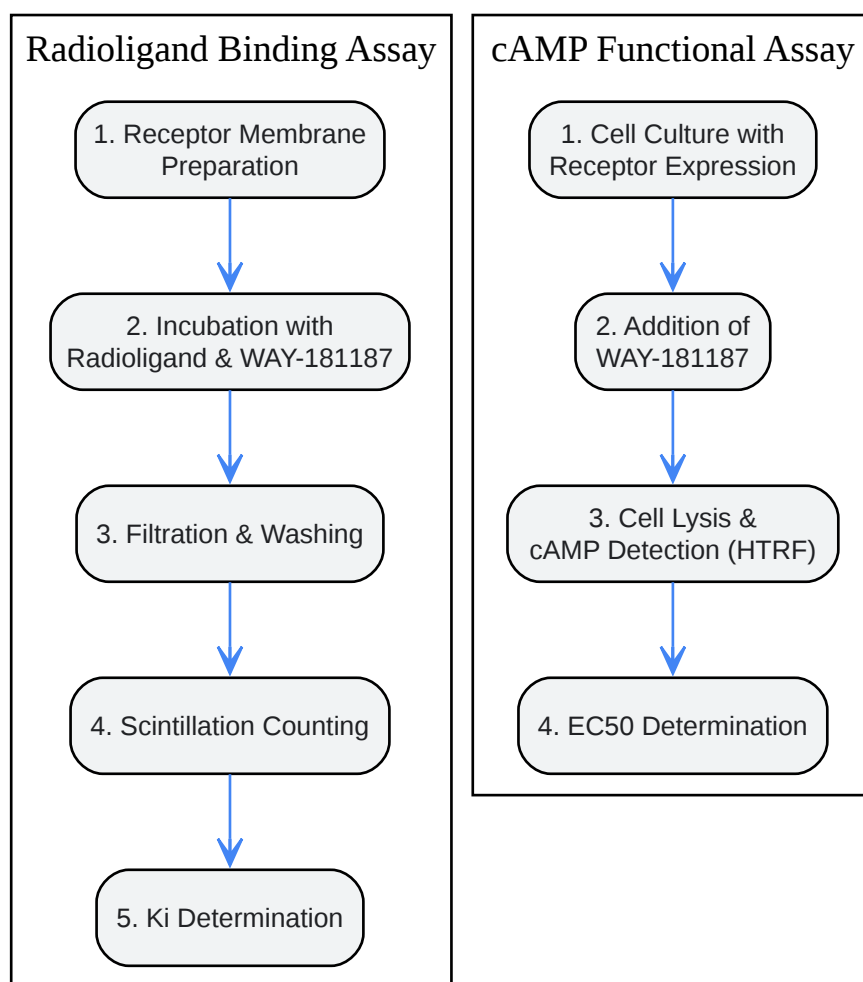 Radioligand Binding Assay
1. Receptor Membrane
Preparation
2. Incubation with
Radioligand & WAY-181187
3. Filtration & Washing
4. Scintillation Counting
5. Ki Determination
cAMP Functional Assay
1. Cell Culture with
Receptor Expression
2. Addition of
WAY-181187
3. Cell Lysis &
cAMP Detection (HTRF)
4. EC50 Determination